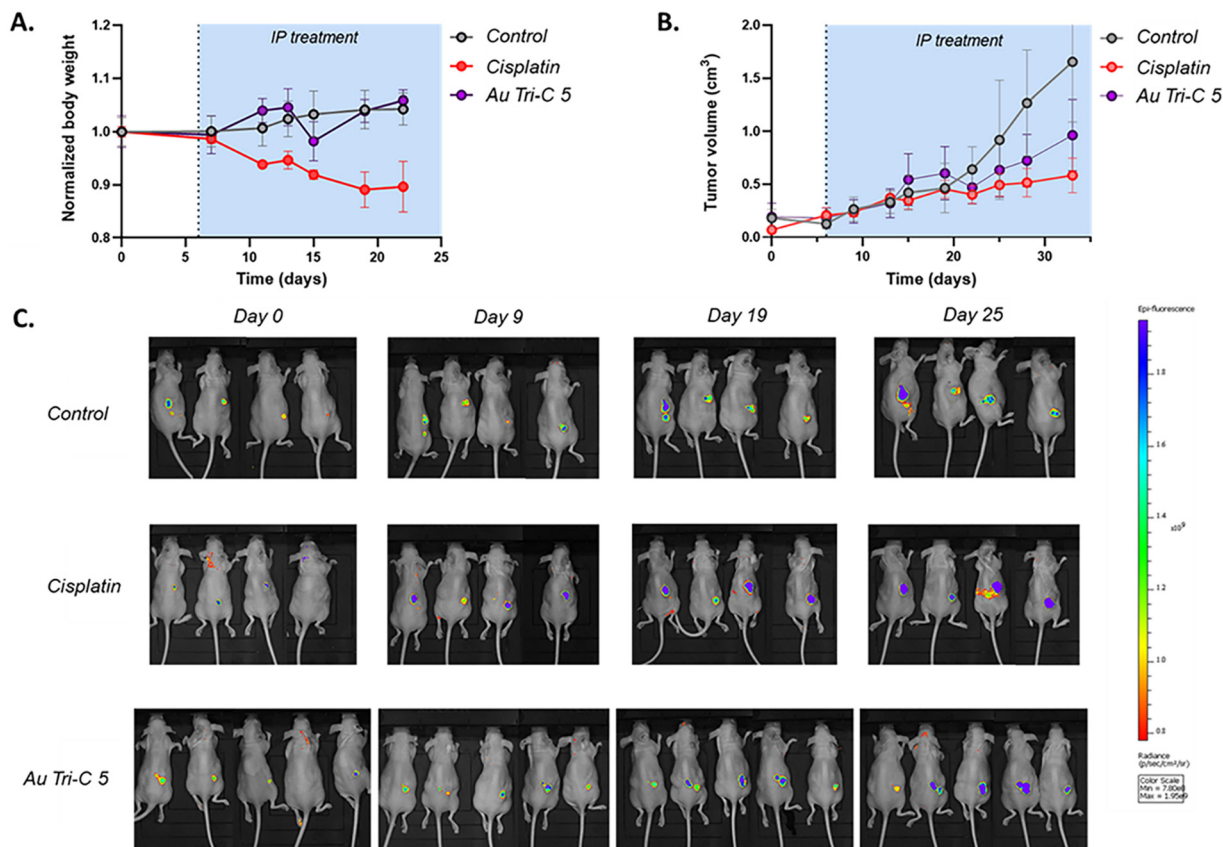 A.
IP treatment
1.2
1.1
1.0
0.9
0.8
Normalized body weight
0 5 10 15 20 25
Time (days)
Control
Cisplatin
Au Tri-C 5
B.
IP treatment
2.0
1.5
1.0
0.5
0.0
Tumor volume (cm³)
0 10 20 30
Time (days)
Control
Cisplatin
Au Tri-C 5
C.
Day 0 Day 9 Day 19 Day 25
Control
Cisplatin
Au Tri-C 5
Epi-fluorescence
1.8
1.6
1.4
x10⁹
1.2
1.0
0.8
Radiance
(p/sec/cm²/sr)
Color Scale
Min = 7.80e8
Max = 1.95e9